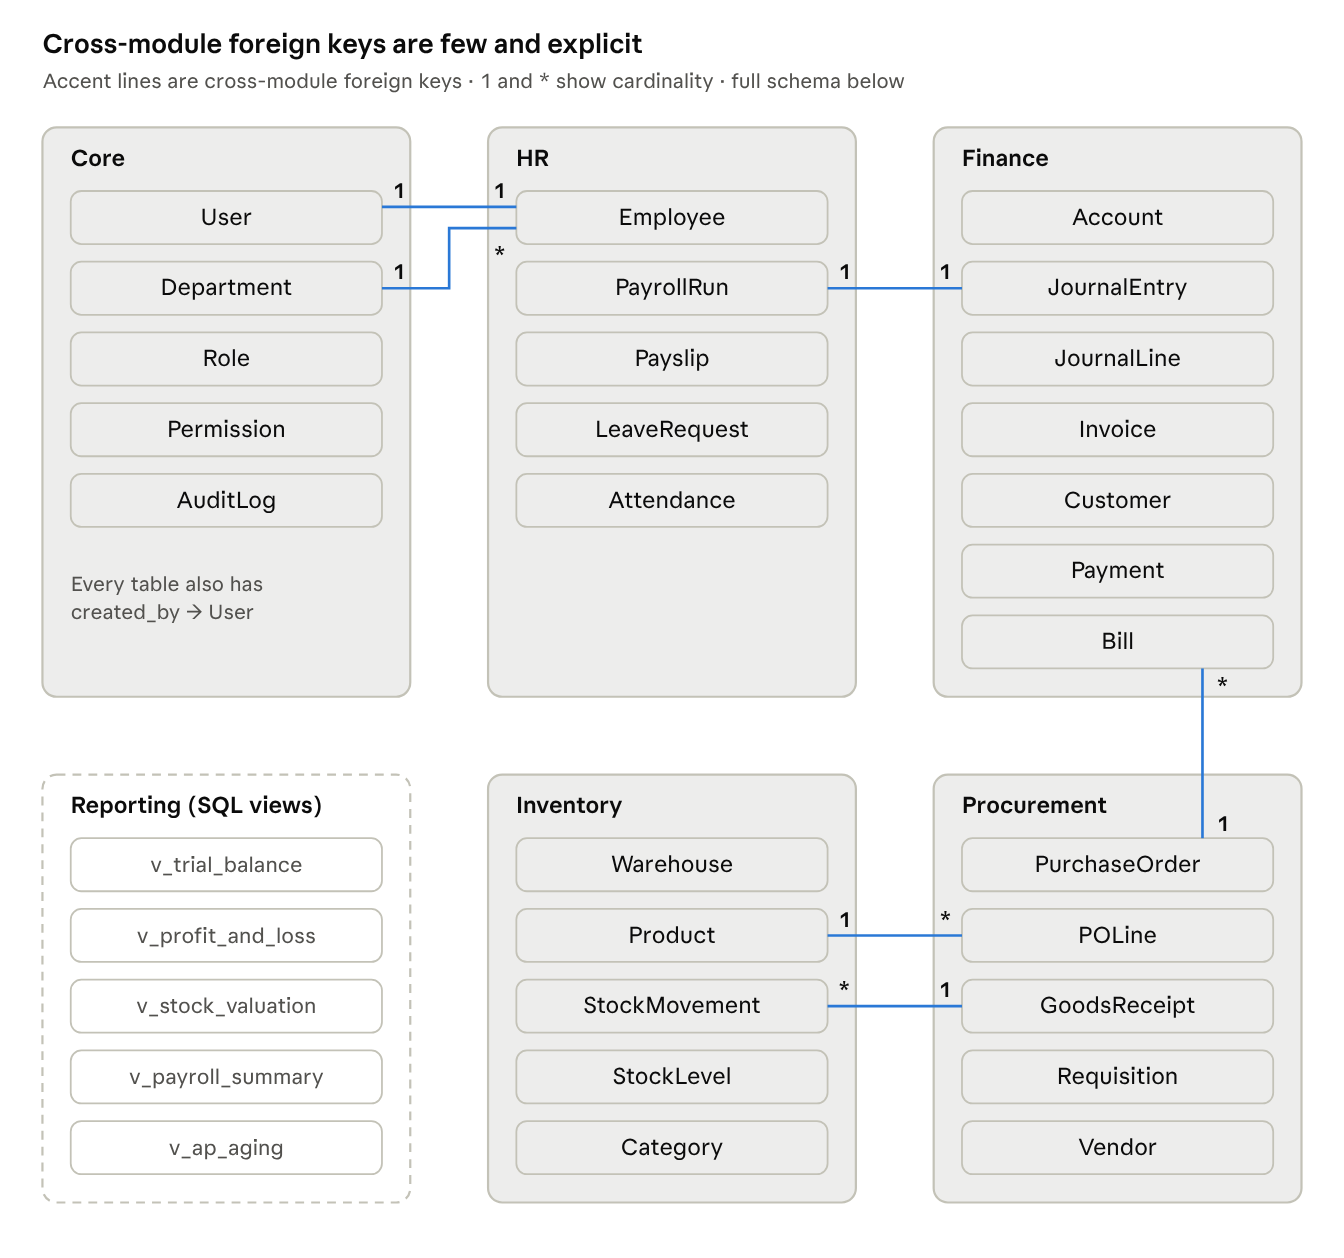 Cross-module foreign keys are few and explicit
Accent lines are cross-module foreign keys · 1 and * show cardinality · full schema below
Core
User
Department
Role
Permission
AuditLog
Every table also has
created_by → User
1
1
1
*
HR
Employee
PayrollRun
Payslip
LeaveRequest
Attendance
1
1
Finance
Account
JournalEntry
JournalLine
Invoice
Customer
Payment
Bill
*
1
Reporting (SQL views)
v_trial_balance
v_profit_and_loss
v_stock_valuation
v_payroll_summary
v_ap_aging
Inventory
Warehouse
Product
StockMovement
StockLevel
Category
1
*
*
1
Procurement
PurchaseOrder
POLine
GoodsReceipt
Requisition
Vendor